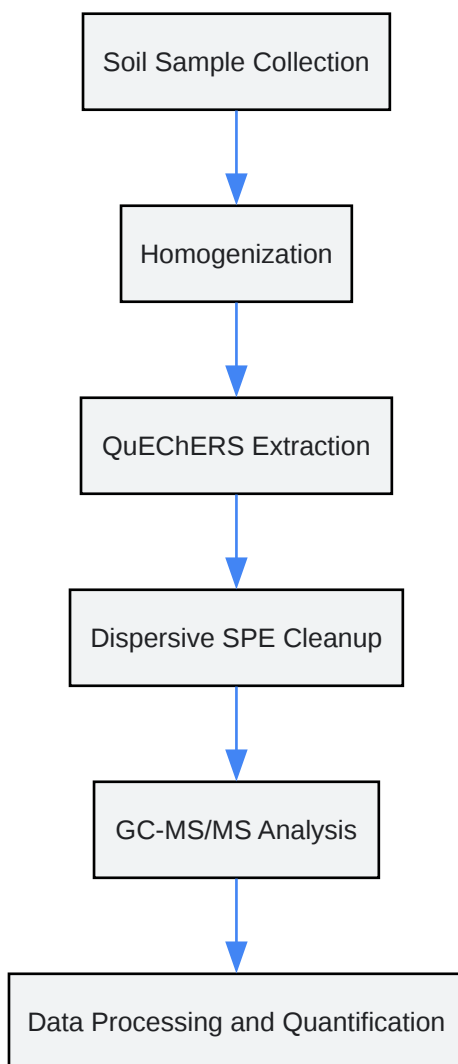 Soil Sample Collection
Homogenization
QuEChERS Extraction
Dispersive SPE Cleanup
GC-MS/MS Analysis
Data Processing and Quantification